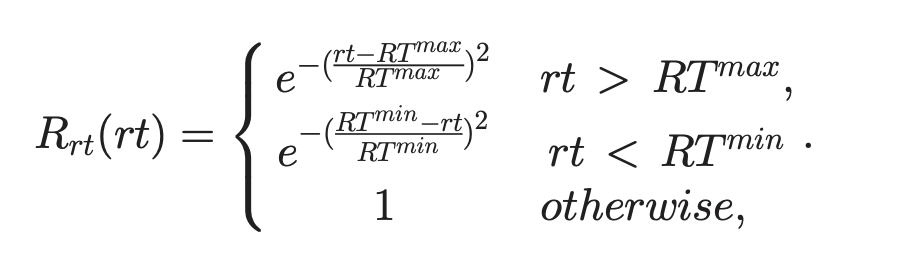 e^{-(\frac{rt-RT^{max}}{RT^{max}})^2} rt > RT^{max},
R_{rt}(rt) = { e^{-(\frac{RT^{min}-rt}{RT^{min}})^2} rt < RT^{min} .
1 otherwise,